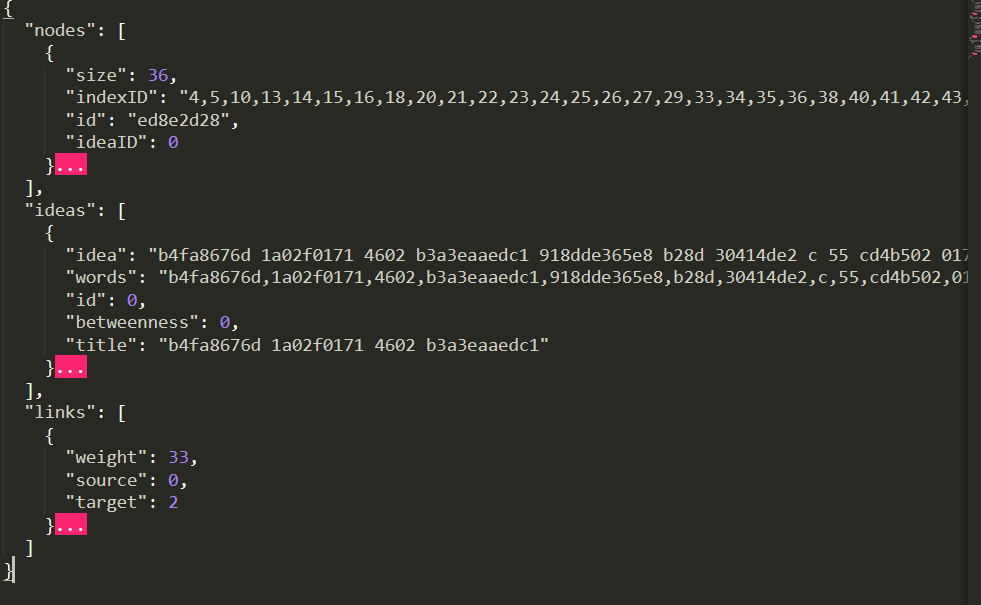 {
"nodes": [
{
"size": 36,
"indexID": "4,5,10,13,14,15,16,18,20,21,22,23,24,25,26,27,29,33,34,35,36,38,40,41,42,43,
"id": "ed8e2d28",
"ideaID": 0
}...
],
"ideas": [
{
"idea": "b4fa8676d 1a02f0171 4602 b3a3eaaedc1 918dde365e8 b28d 30414de2 c 55 cd4b502 017
"words": "b4fa8676d,1a02f0171,4602,b3a3eaaedc1,918dde365e8,b28d,30414de2,c,55,cd4b502,01
"id": 0,
"betweenness": 0,
"title": "b4fa8676d 1a02f0171 4602 b3a3eaaedc1"
}...
],
"links": [
{
"weight": 33,
"source": 0,
"target": 2
}...
]
}